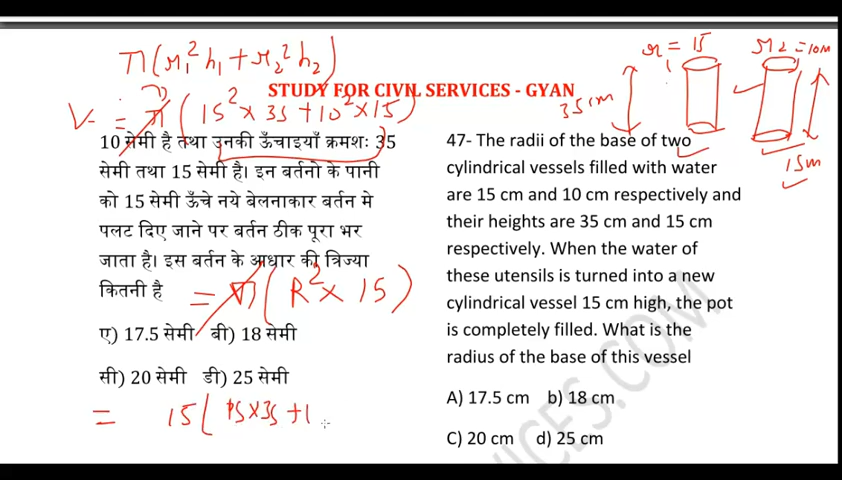 π(r₁²h₁ + r₂²h₂)
STUDY FOR CIVIL SERVICES - GYAN
V = π(15² × 35 + 10² × 15)
10 सेमी है तथा उनकी ऊँचाइयाँ क्रमशः 35
सेमी तथा 15 सेमी है। इन बर्तनो के पानी
को 15 सेमी ऊँचे नये बेलनाकार बर्तन मे
पलट दिए जाने पर बर्तन ठीक पूरा भर
जाता है। इस बर्तन के आधार की त्रिज्या
कितनी है
= π(R² × 15)
ए) 17.5 सेमी बी) 18 सेमी
सी) 20 सेमी डी) 25 सेमी
= 15(15×35 +1
r = 15
r2 = 10m
35cm
15m
47- The radii of the base of two
cylindrical vessels filled with water
are 15 cm and 10 cm respectively and
their heights are 35 cm and 15 cm
respectively. When the water of
these utensils is turned into a new
cylindrical vessel 15 cm high, the pot
is completely filled. What is the
radius of the base of this vessel
A) 17.5 cm b) 18 cm
C) 20 cm d) 25 cm